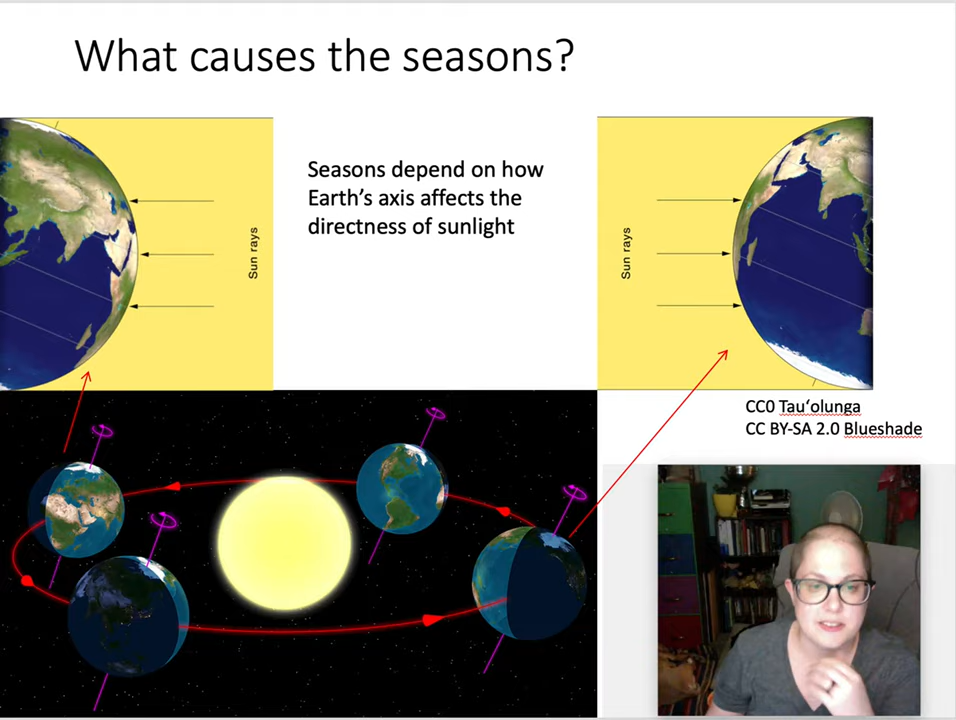 What causes the seasons?
Sun rays
Seasons depend on how
Earth's axis affects the
directness of sunlight
Sun rays
CC0 Tau‘olunga
CC BY-SA 2.0 Blueshade